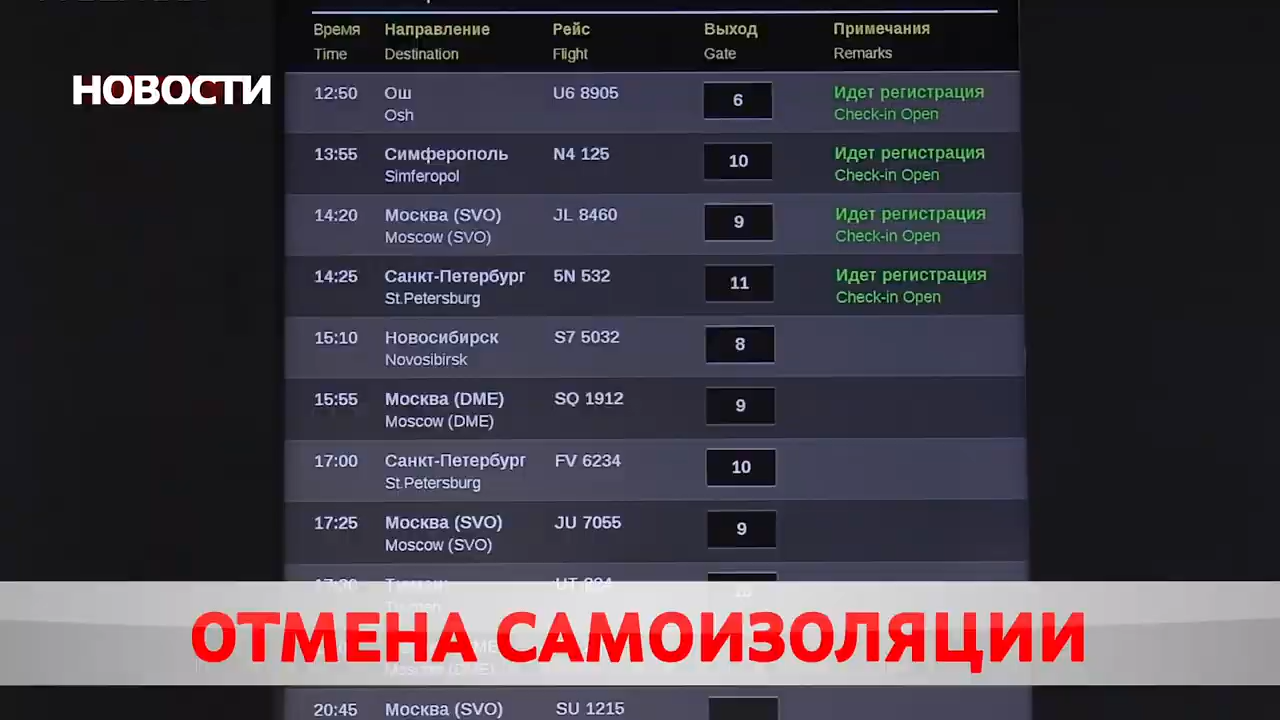 Время Направление Рейс Выход Примечания
Time Destination Flight Gate Remarks
НОВОСТИ
12:50 Ош U6 8905 6 Идет регистрация
Osh Check-in Open
13:55 Симферополь N4 125 10 Идет регистрация
Simferopol Check-in Open
14:20 Москва (SVO) JL 8460 9 Идет регистрация
Moscow (SVO) Check-in Open
14:25 Санкт-Петербург 5N 532 11 Идет регистрация
St.Petersburg Check-in Open
15:10 Новосибирск S7 5032 8
Novosibirsk
15:55 Москва (DME) SQ 1912 9
Moscow (DME)
17:00 Санкт-Петербург FV 6234 10
St.Petersburg
17:25 Москва (SVO) JU 7055 9
Moscow (SVO)
ОТМЕНА САМОИЗОЛЯЦИИ
Moscow (DME)
20:45 Москва (SVO) SU 1215